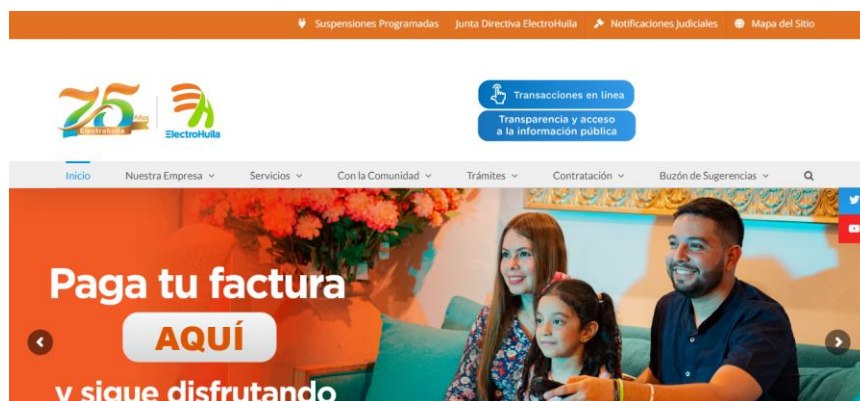 Suspensiones Programadas Junta Directiva ElectroHuila Notificaciones Judiciales Mapa del Sitio
75 Años
Electrohuila
ElectroHuila
Transacciones en línea
Transparencia y acceso
a la información pública
Inicio Nuestra Empresa Servicios Con la Comunidad Trámites Contratación Buzón de Sugerencias
Paga tu factura
AQUÍ
y sigue disfrutando